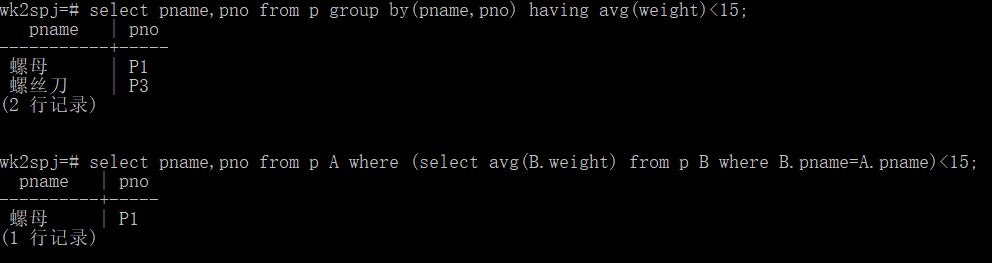 wk2spj=# select pname,pno from p group by(pname,pno) having avg(weight)<15;
pname | pno
-----------+-----
螺母 | P1
螺丝刀 | P3
(2 行记录)
wk2spj=# select pname,pno from p A where (select avg(B.weight) from p B where B.pname=A.pname)<15;
pname | pno
----------+-----
螺母 | P1
(1 行记录)